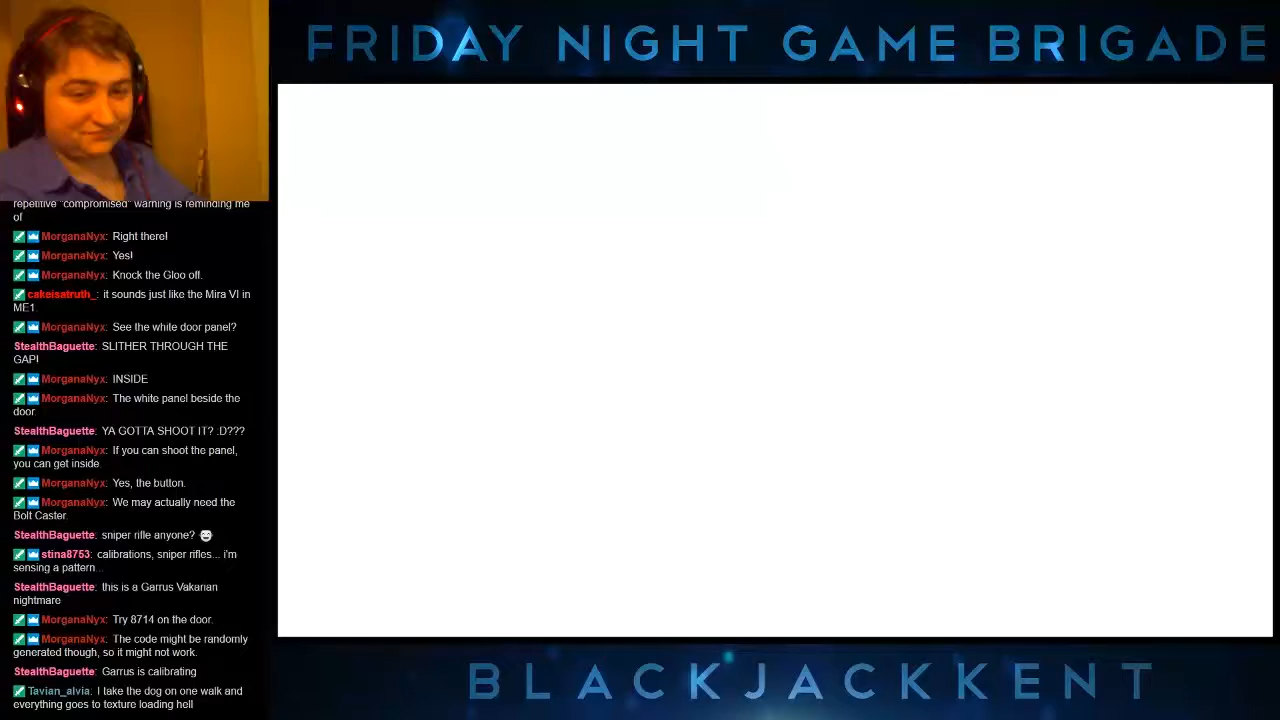 FRIDAY NIGHT GAME BRIGADE
repetitive "compromised" warning is reminding me
of
MorganaNyx: Right there!
MorganaNyx: Yes!
MorganaNyx: Knock the Gloo off.
cakeisatruth_: it sounds just like the Mira VI in
ME1.
MorganaNyx: See the white door panel?
StealthBaguette: SLITHER THROUGH THE
GAP!
MorganaNyx: INSIDE
MorganaNyx: The white panel beside the
door.
StealthBaguette: YA GOTTA SHOOT IT? :D???
MorganaNyx: If you can shoot the panel,
you can get inside.
MorganaNyx: Yes, the button.
MorganaNyx: We may actually need the
Bolt Caster.
StealthBaguette: sniper rifle anyone?
stina8753: calibrations, sniper rifles... i'm
sensing a pattern...
StealthBaguette: this is a Garrus Vakarian
nightmare
MorganaNyx: Try 8714 on the door.
MorganaNyx: The code might be randomly
generated though, so it might not work.
StealthBaguette: Garrus is calibrating
Tavian_alvia: I take the dog on one walk and
everything goes to texture loading hell
BLACKJACKKENT